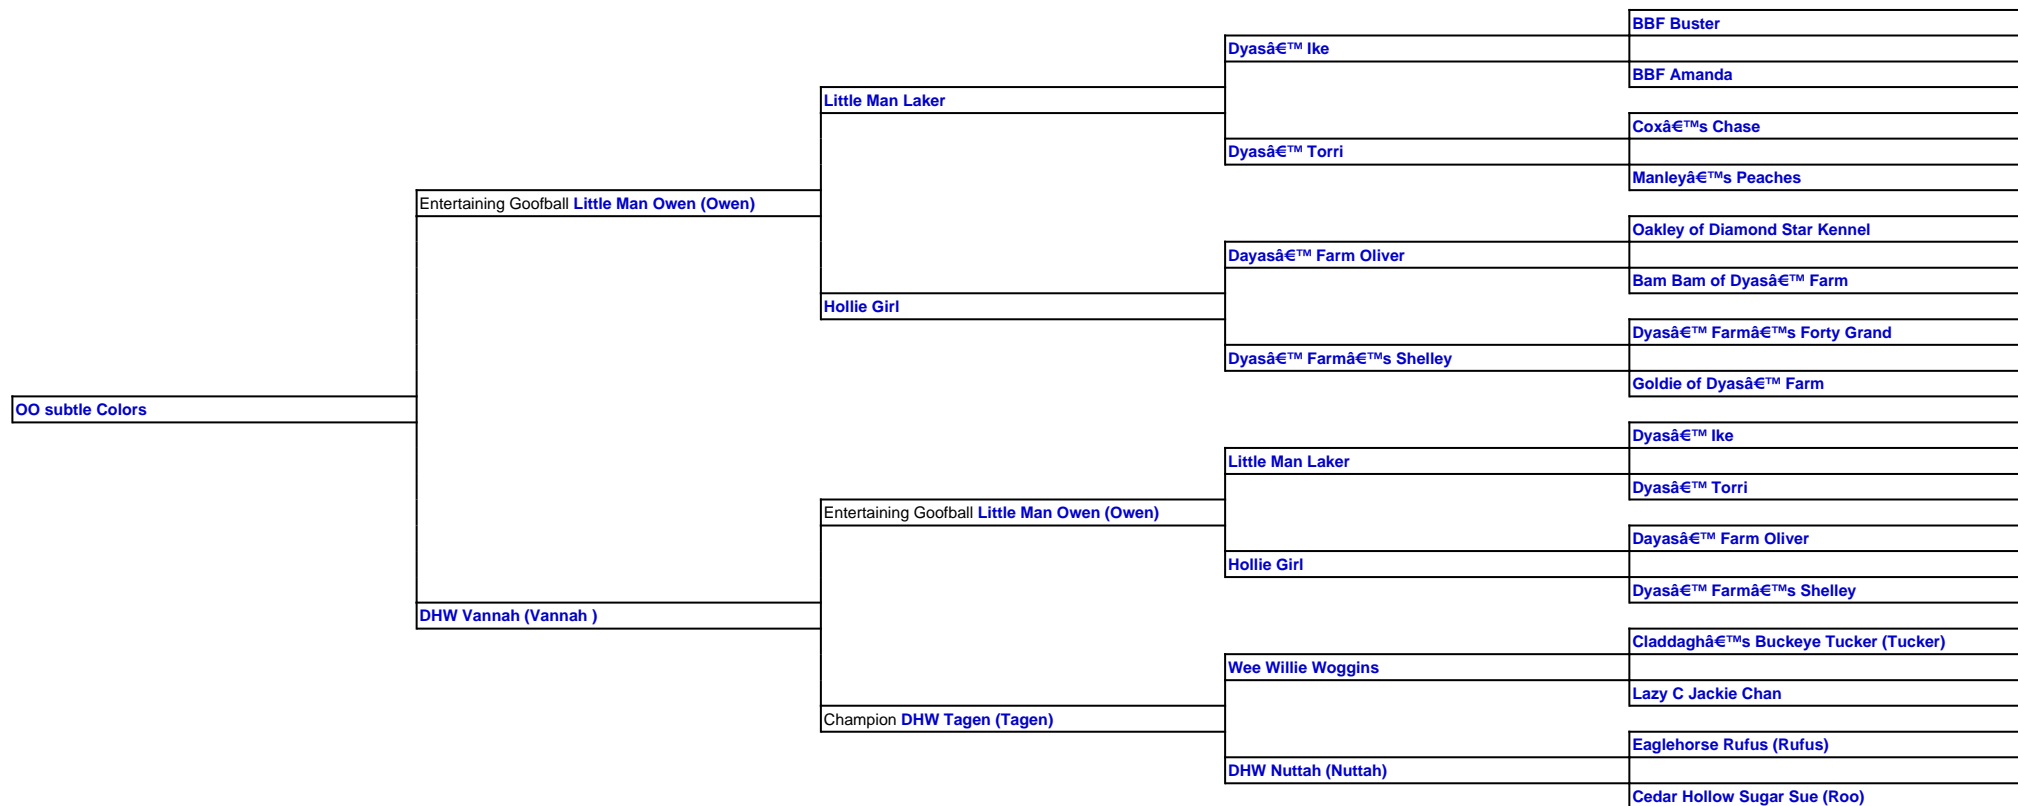 BBF Buster
Dyasâ€™ Ike
BBF Amanda
Little Man Laker
Coxâ€™s Chase
Dyasâ€™ Torri
Manleyâ€™s Peaches
Entertaining Goofball Little Man Owen (Owen)
Oakley of Diamond Star Kennel
Dayasâ€™ Farm Oliver
Bam Bam of Dyasâ€™ Farm
Hollie Girl
Dyasâ€™ Farmâ€™s Forty Grand
Dyasâ€™ Farmâ€™s Shelley
Goldie of Dyasâ€™ Farm
OO subtle Colors
Dyasâ€™ Ike
Little Man Laker
Dyasâ€™ Torri
Entertaining Goofball Little Man Owen (Owen)
Dayasâ€™ Farm Oliver
Hollie Girl
Dyasâ€™ Farmâ€™s Shelley
DHW Vannah (Vannah )
Claddaghâ€™s Buckeye Tucker (Tucker)
Wee Willie Woggins
Lazy C Jackie Chan
Champion DHW Tagen (Tagen)
Eaglehorse Rufus (Rufus)
DHW Nuttah (Nuttah)
Cedar Hollow Sugar Sue (Roo)